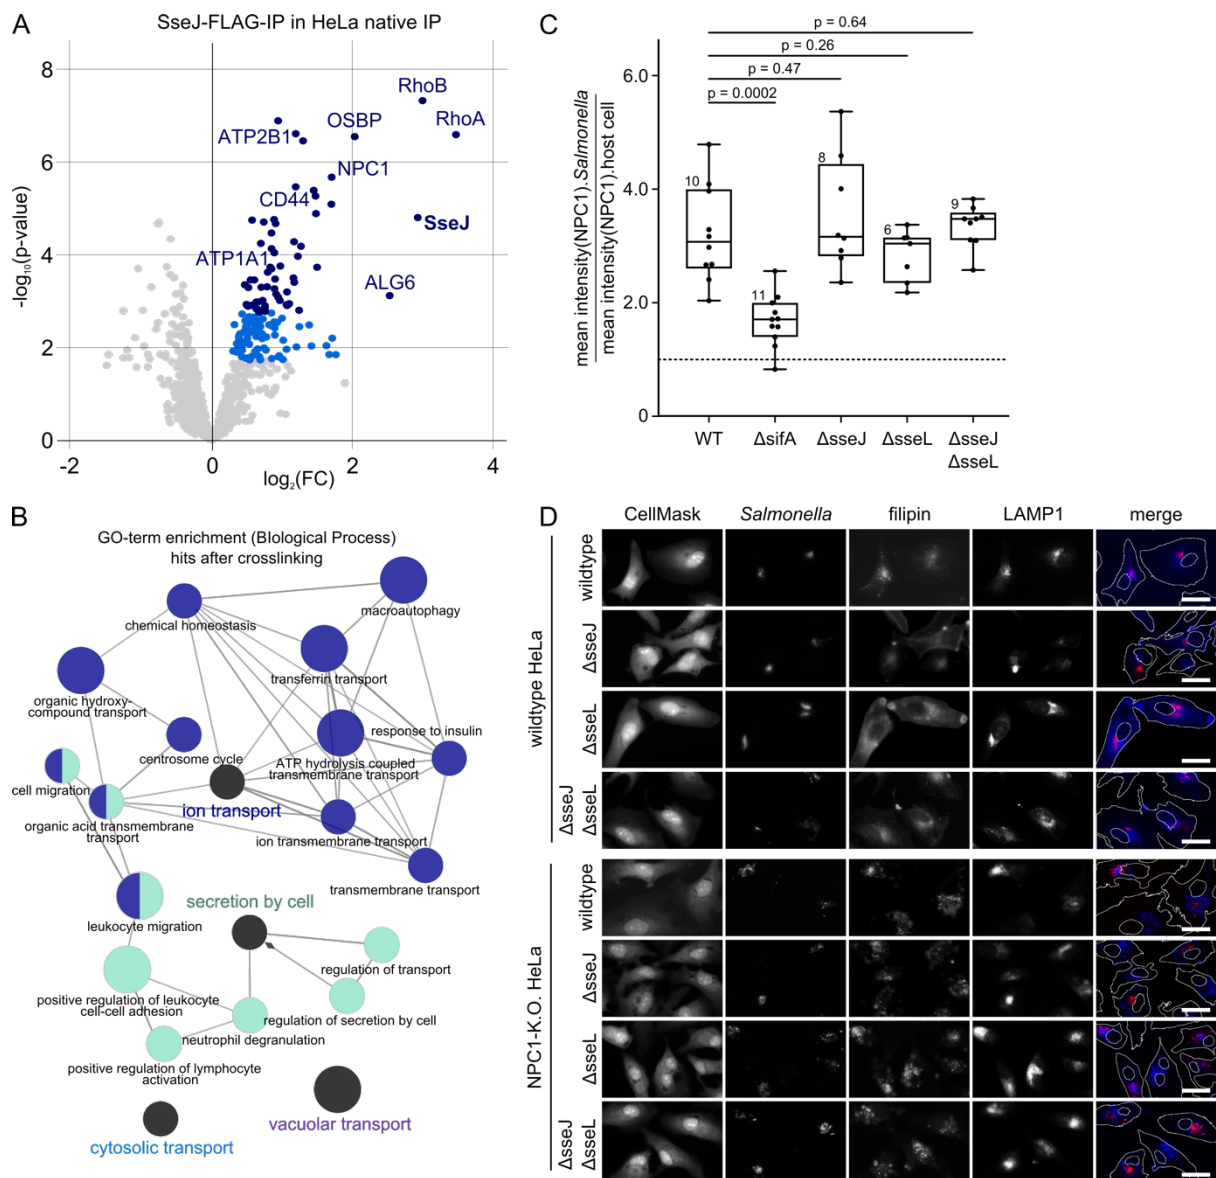 A
SseJ-FLAG-IP in HeLa native IP
8
6
4
2
0
-log₁₀(p-value)
-2
0
2
4
log₂(FC)
RhoB
RhoA
OSBP
ATP2B1
NPC1
CD44
SseJ
ATP1A1
ALG6
B
GO-term enrichment (BIological Process)
hits after crosslinking
macroautophagy
chemical homeostasis
transferrin transport
organic hydroxy-
compound transport
response to insulin
centrosome cycle
ATP hydrolysis coupled
transmembrane transport
cell migration
ion transport
organic acid transmembrane
transport
ion transmembrane transport
transmembrane transport
secretion by cell
leukocyte migration
regulation of transport
positive regulation of leukocyte
cell-cell adhesion
regulation of secretion by cell
neutrophil degranulation
positive regulation of lymphocyte
activation
vacuolar transport
cytosolic transport
C
p = 0.64
p = 0.26
p = 0.47
p = 0.0002
mean intensity(NPC1).Salmonella
mean intensity(NPC1).host cell
6.0
4.0
2.0
0
10
11
8
6
9
WT
ΔsifA
ΔsseJ
ΔsseL
ΔsseJ
ΔsseL
D
CellMask
Salmonella
filipin
LAMP1
merge
wildtype HeLa
wildtype
ΔsseJ
ΔsseL
ΔsseJ
ΔsseL
NPC1-K.O. HeLa
wildtype
ΔsseJ
ΔsseL
ΔsseJ
ΔsseL